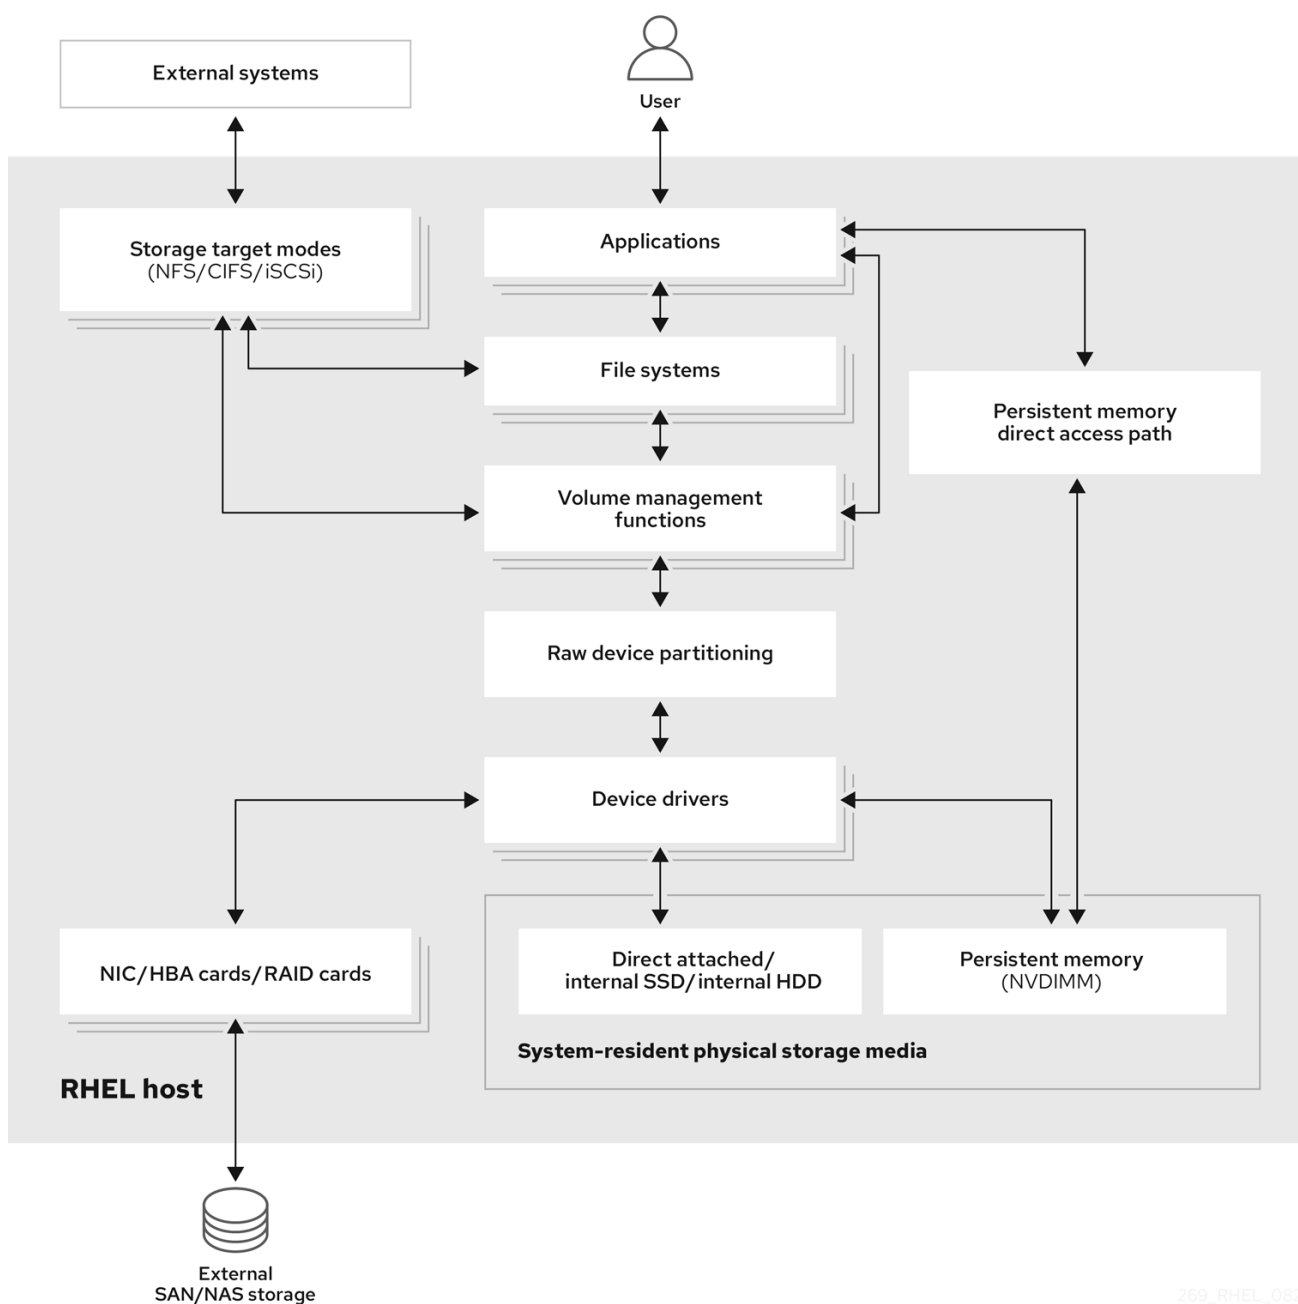 External systems
User
Storage target modes
(NFS/CIFS/iSCSi)
Applications
File systems
Persistent memory
direct access path
Volume management
functions
Raw device partitioning
Device drivers
NIC/HBA cards/RAID cards
Direct attached/
internal SSD/internal HDD
Persistent memory
(NVDIMM)
System-resident physical storage media
RHEL host
External
SAN/NAS storage
269_RHEL_082